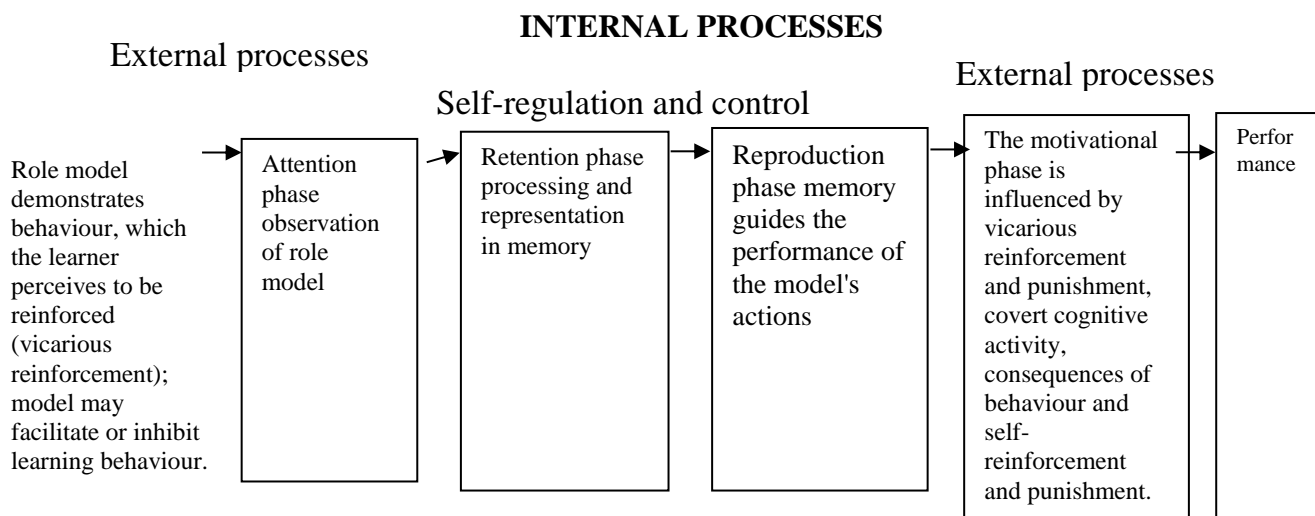 INTERNAL PROCESSES
External processes
External processes
Self-regulation and control
Role model
demonstrates
behaviour, which
the learner
perceives to be
reinforced
(vicarious
reinforcement);
model may
facilitate or inhibit
learning behaviour.
Attention
phase
observation
of role
model
Retention phase
processing and
representation
in memory
Reproduction
phase memory
guides the
performance of
the model's
actions
The motivational
phase is
influenced by
vicarious
reinforcement
and punishment,
covert cognitive
activity,
consequences of
behaviour and
self-
reinforcement
and punishment.
Perfor
mance